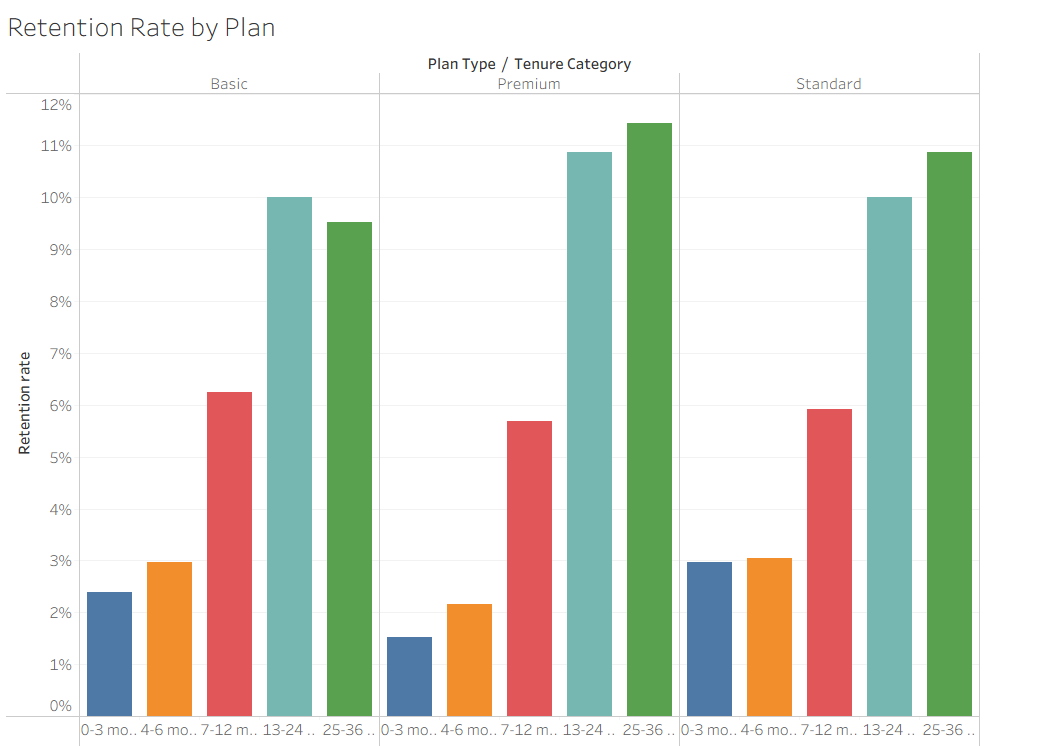 Retention Rate by Plan
Plan Type / Tenure Category
Basic Premium Standard
12%
11%
10%
9%
8%
7%
6%
5%
4%
3%
2%
1%
0%
Retention rate
0-3 mo.. 4-6 mo.. 7-12 m.. 13-24 .. 25-36 .. 0-3 mo.. 4-6 mo.. 7-12 m.. 13-24 .. 25-36 .. 0-3 mo.. 4-6 mo.. 7-12 m.. 13-24 .. 25-36 ..